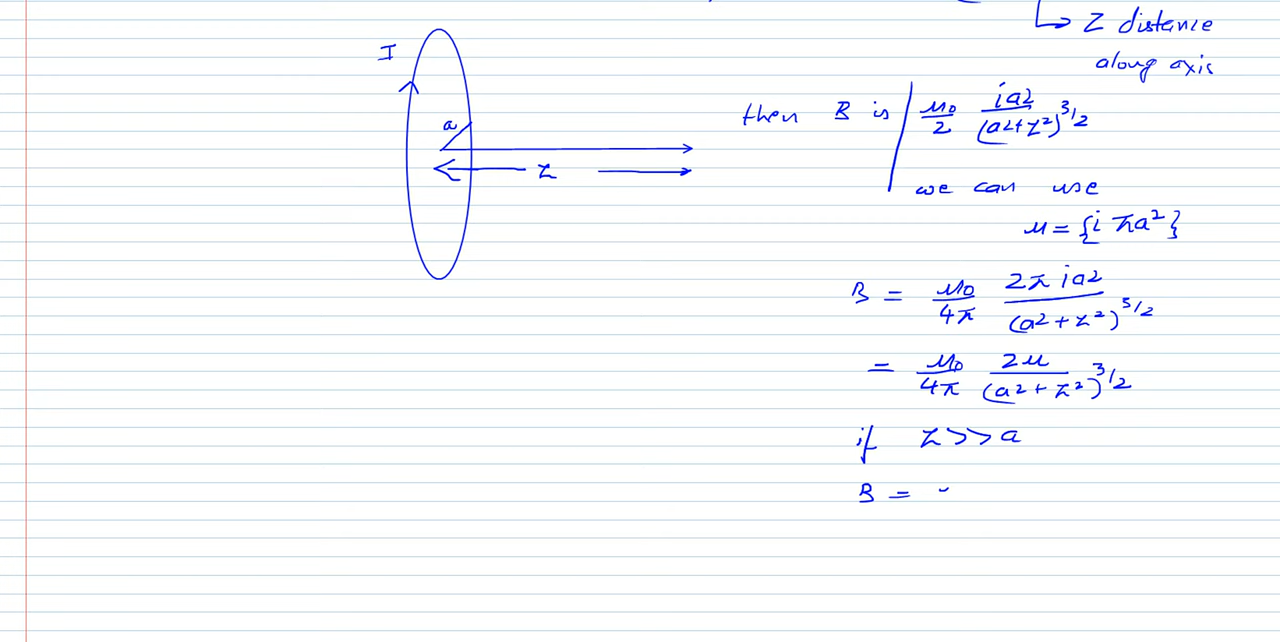 ↳ Z distance
along axis
I
a
z
then B is | μ0/2 ia2/(a2+z²)^3/2
we can use
μ = {i πa²}
B = μ0/4π 2π ia2/(a2+z²)^3/2
= μ0/4π 2μ/(a2+z²)^3/2
if z>>a
B =